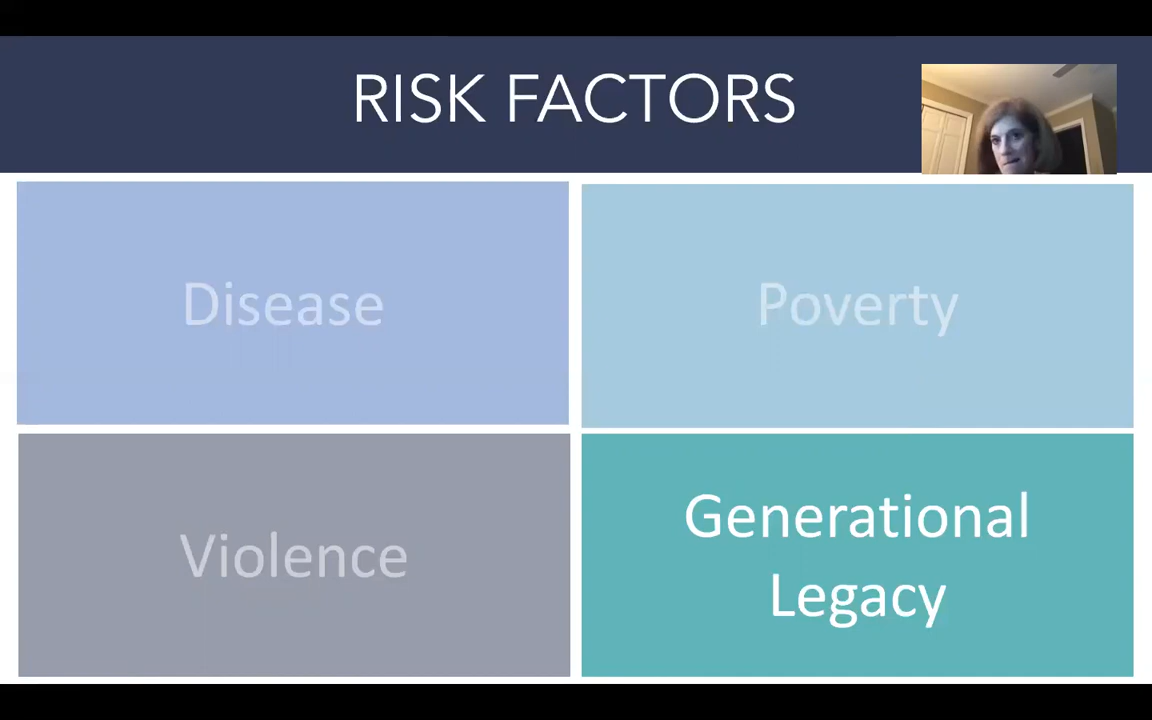 RISK FACTORS
Disease
Poverty
Violence
Generational
Legacy